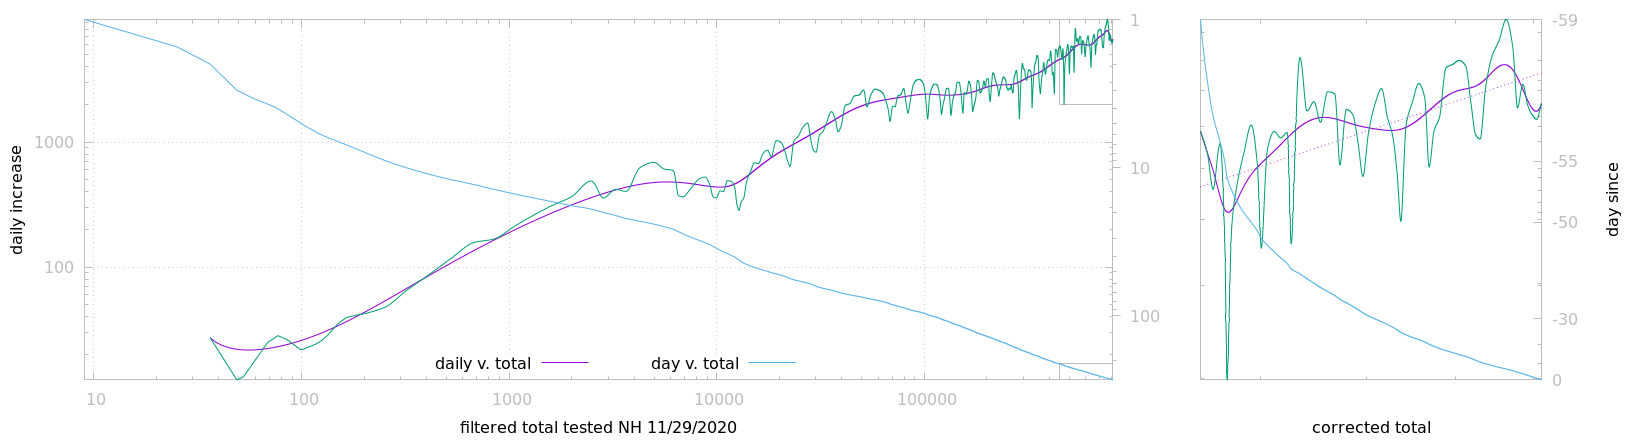 daily increase
1000
100
10
100
1000
10000
100000
1
10
100
daily v. total
day v. total
filtered total tested NH 11/29/2020
-59
-55
-50
-30
0
day since
corrected total